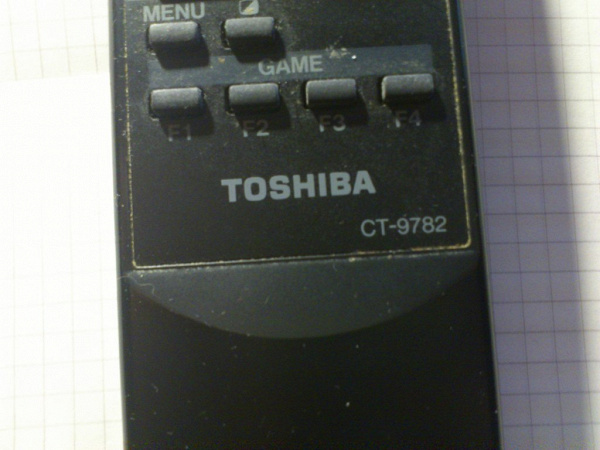 MENU
GAME
F1 F2 F3 F4
TOSHIBA
CT-9782